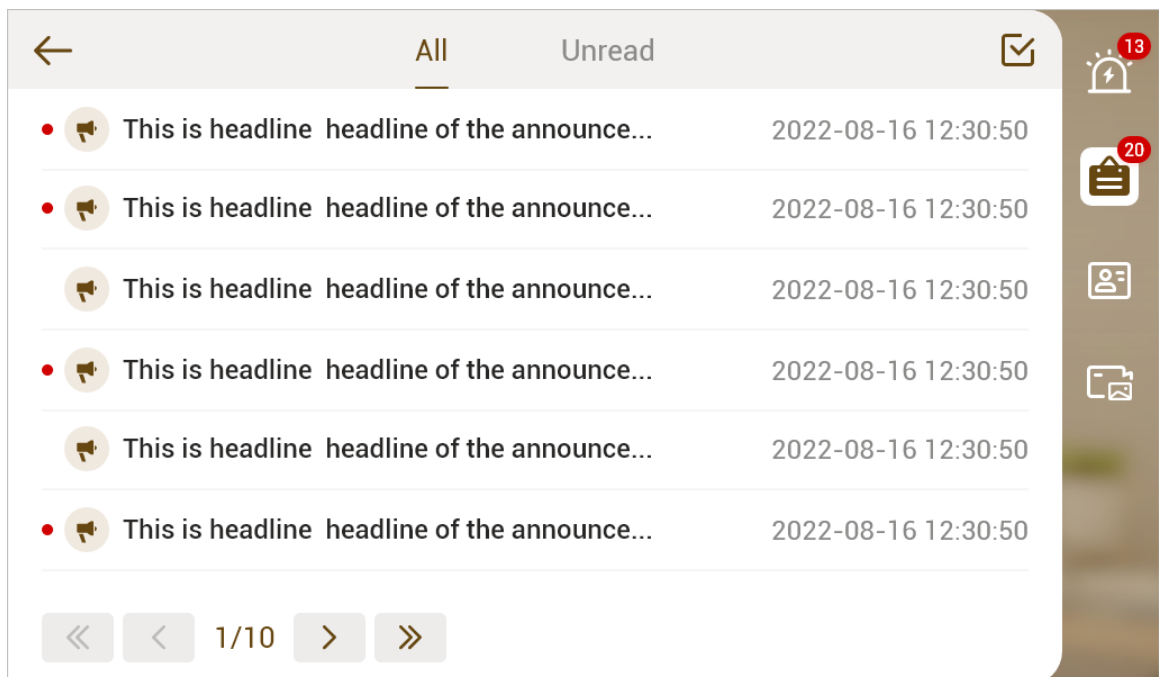 All Unread
13
This is headline  headline of the announce... 2022-08-16 12:30:50
20
This is headline  headline of the announce... 2022-08-16 12:30:50
This is headline  headline of the announce... 2022-08-16 12:30:50
This is headline  headline of the announce... 2022-08-16 12:30:50
This is headline  headline of the announce... 2022-08-16 12:30:50
This is headline  headline of the announce... 2022-08-16 12:30:50
1/10